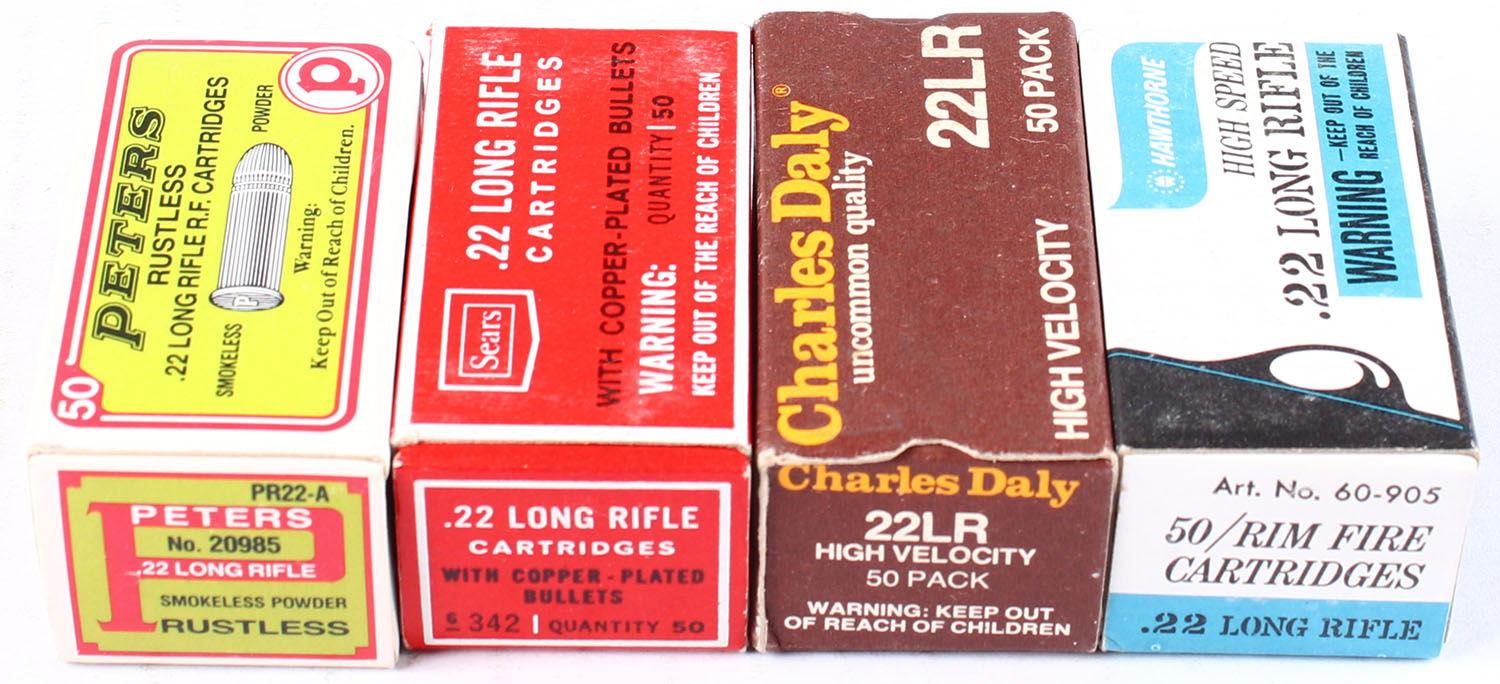 50
PETERS
RUSTLESS
.22 LONG RIFLE R.F. CARTRIDGES
SMOKELESS POWDER
P
P
Warning:
Keep Out of Reach of Children.
PR22-A
PETERS
No. 20985
.22 LONG RIFLE
SMOKELESS POWDER
RUSTLESS
Sears
.22 LONG RIFLE
CARTRIDGES
WITH COPPER-PLATED BULLETS
WARNING: QUANTITY | 50
KEEP OUT OF THE REACH OF CHILDREN
.22 LONG RIFLE
CARTRIDGES
WITH COPPER-PLATED
BULLETS
6 342 | QUANTITY 50
Charles Daly®
uncommon quality
22LR
HIGH VELOCITY 50 PACK
Charles Daly
22LR
HIGH VELOCITY
50 PACK
WARNING: KEEP OUT
OF REACH OF CHILDREN
HAWTHORNE
HIGH SPEED
.22 LONG RIFLE
WARNING –KEEP OUT OF THE
REACH OF CHILDREN
Art. No. 60-905
50/RIM FIRE
CARTRIDGES
.22 LONG RIFLE